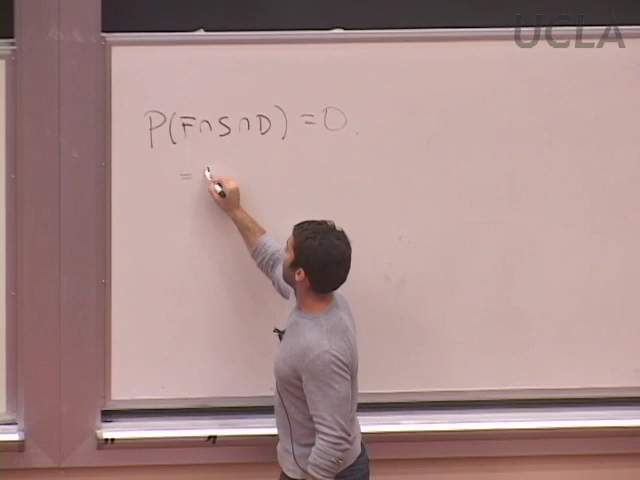 UCLA
P(F∩S∩D) = 0.
=